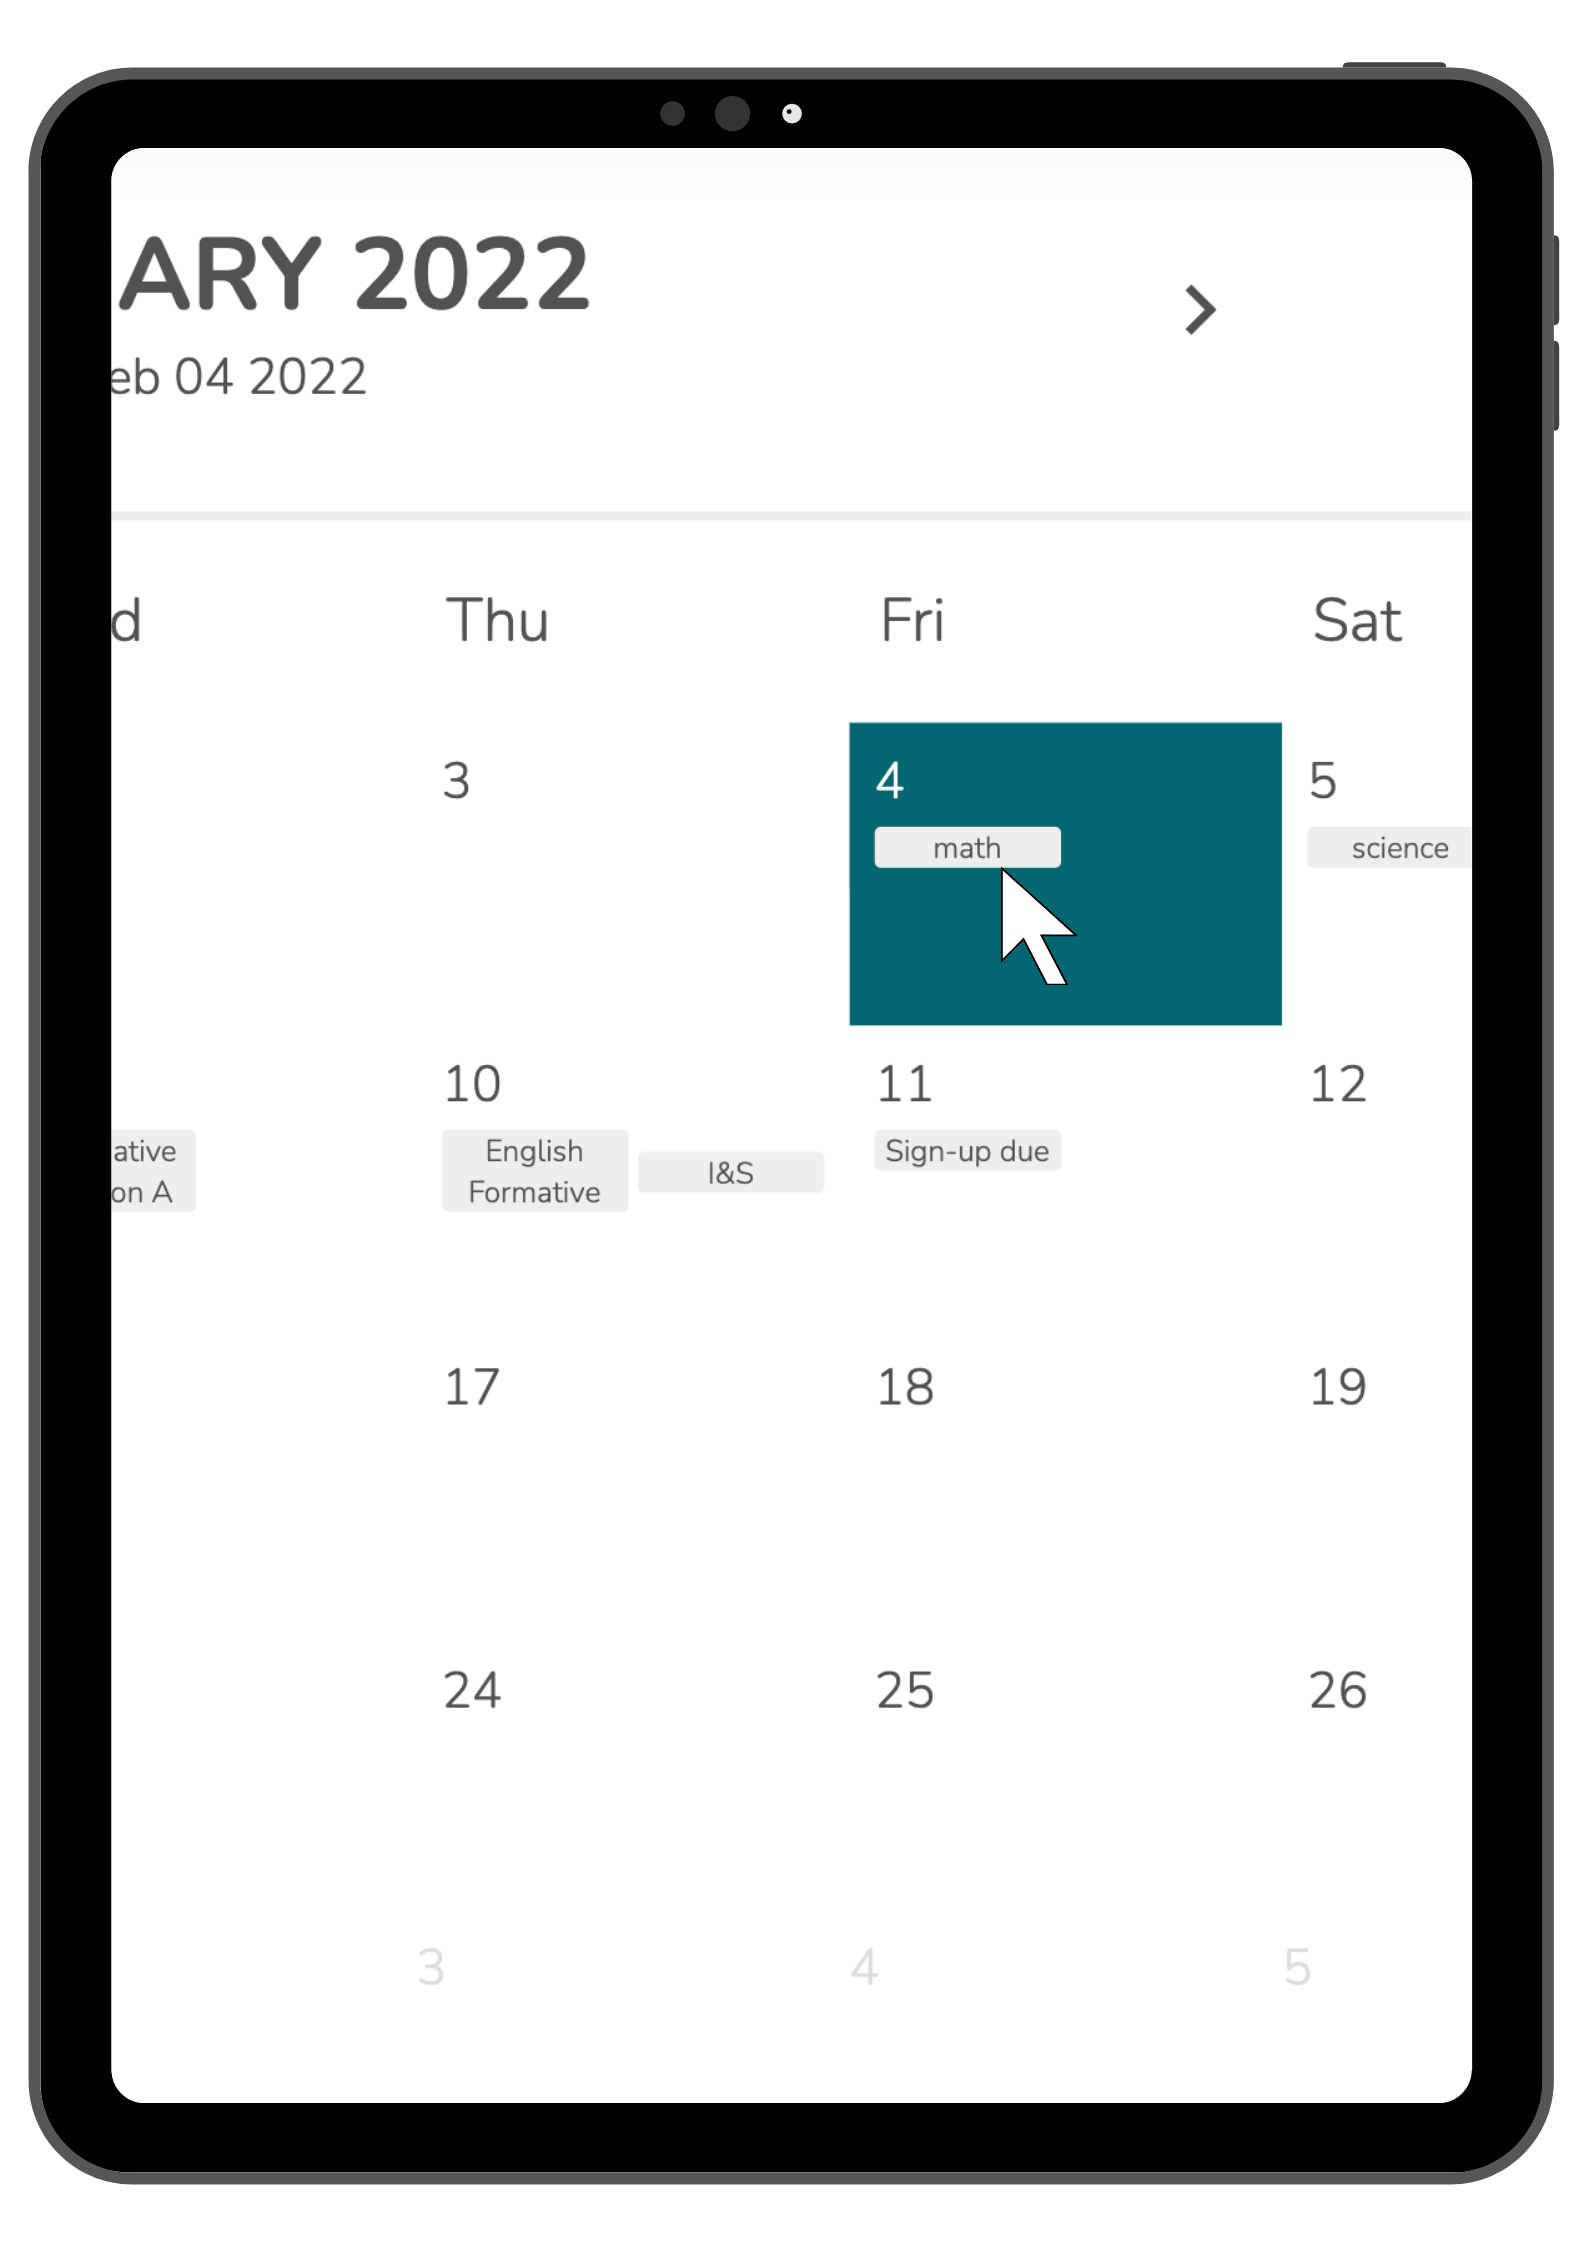 ARY 2022
eb 04 2022
d Thu Fri Sat
3 4 5
math science
10 11 12
ative English Sign-up due
on A Formative I&S
17 18 19
24 25 26
3 4 5